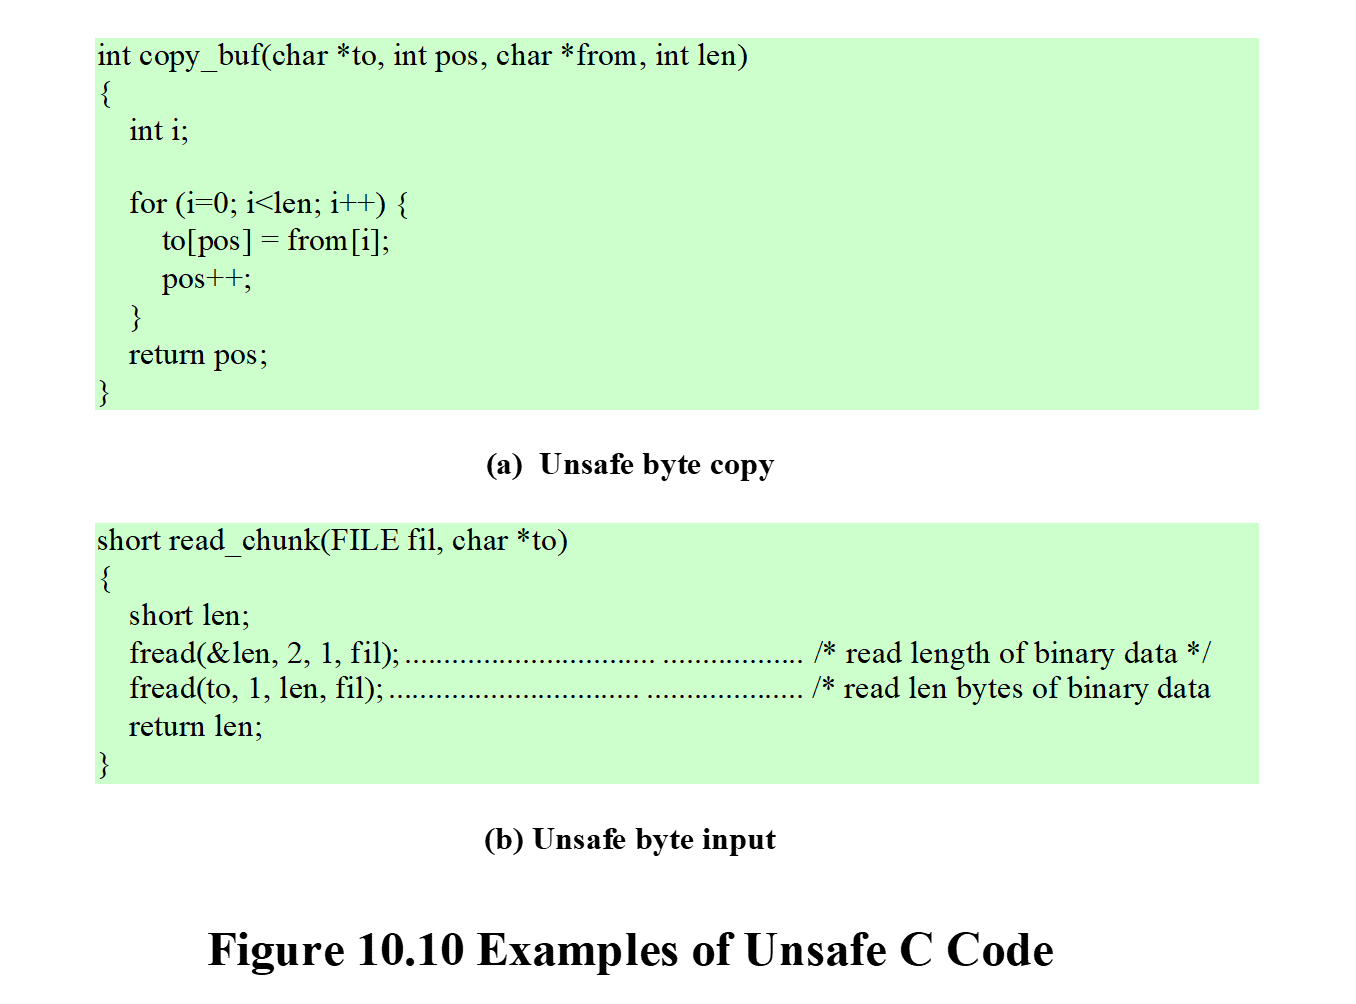 int copy_buf(char *to, int pos, char *from, int len)
{
int i;
for (i=0; i<len; i++) {
to[pos] = from[i];
pos++;
}
return pos;
}
(a) Unsafe byte copy
short read_chunk(FILE fil, char *to)
{
short len;
fread(&len, 2, 1, fil);................................ .................. /* read length of binary data */
fread(to, 1, len, fil);................................ .................... /* read len bytes of binary data
return len;
}
(b) Unsafe byte input
Figure 10.10 Examples of Unsafe C Code